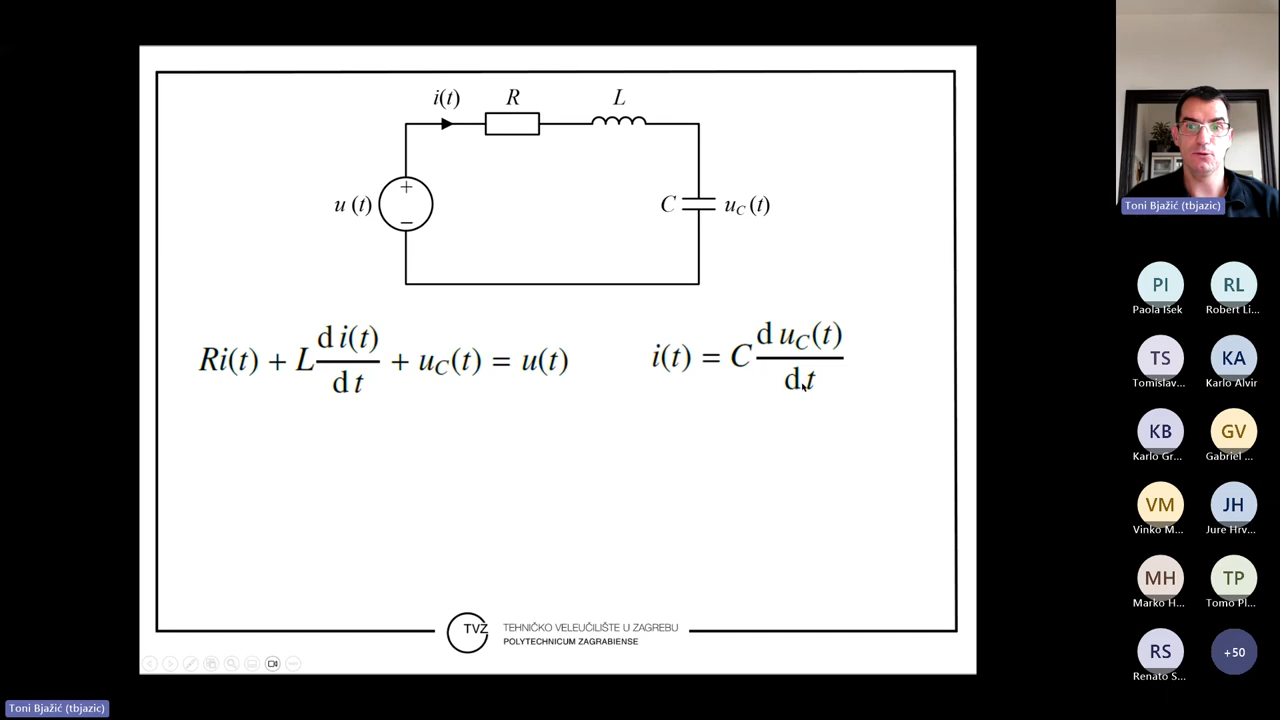 i(t)
R
L
u (t)
+
−
C
u_C (t)
Ri(t) + L d i(t) / d t + u_C(t) = u(t)
i(t) = C d u_C(t) / d t
TVZ
TEHNIČKO VELEUČILIŠTE U ZAGREBU
POLYTECHNICUM ZAGRABIENSE
Toni Bjažić (tbjazic)
PI
RL
Paola Išek
Robert Li...
TS
KA
Tomislav...
Karlo Alvir
KB
GV
Karlo Gr...
Gabriel ...
VM
JH
Vinko M...
Jure Hrv...
MH
TP
Marko H...
Tomo Pl...
RS
+50
Renato S...
Toni Bjažić (tbjazic)